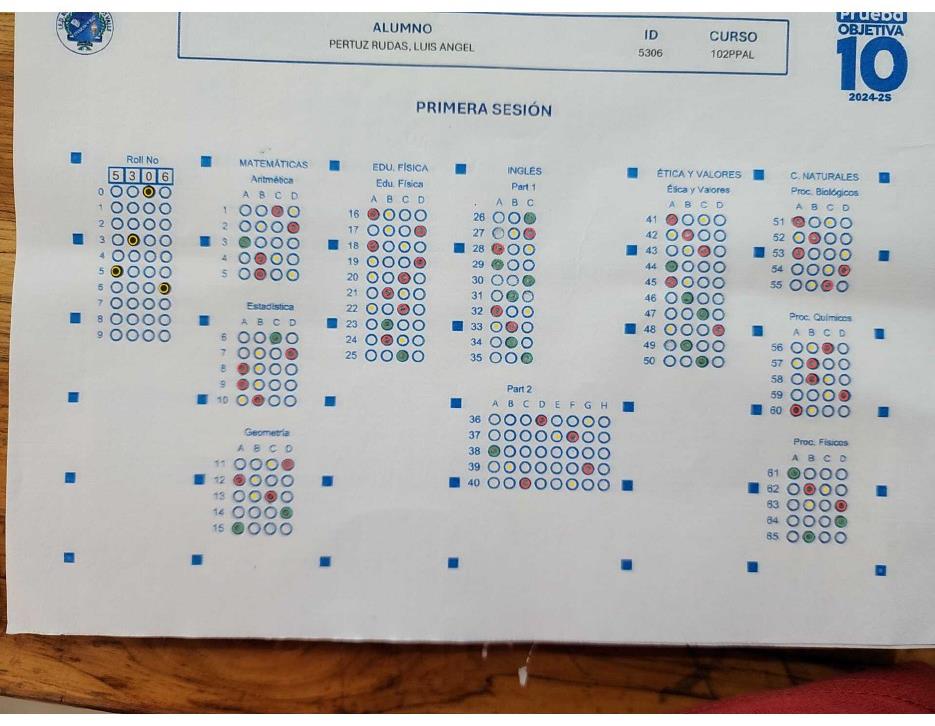 ALUMNO
PERTUZ RUDAS, LUIS ANGEL
ID
5306
CURSO
102PPAL
Prueba
OBJETIVA
10
2024-2S
PRIMERA SESIÓN
Roll No
5 3 0 6
0
1
2
3
4
5
6
7
8
9
MATEMÁTICAS
Aritmética
A B C D
1
2
3
4
5
Estadística
A B C D
6
7
8
9
10
Geometría
A B C D
11
12
13
14
15
EDU. FÍSICA
Edu. Física
A B C D
16
17
18
19
20
21
22
23
24
25
INGLÉS
Part 1
A B C
26
27
28
29
30
31
32
33
34
35
Part 2
A B C D E F G H
36
37
38
39
40
ÉTICA Y VALORES
Ética y Valores
A B C D
41
42
43
44
45
46
47
48
49
50
C. NATURALES
Proc. Biológicos
A B C D
51
52
53
54
55
Proc. Químicos
A B C D
56
57
58
59
60
Proc. Físicos
A B C D
61
62
63
64
65